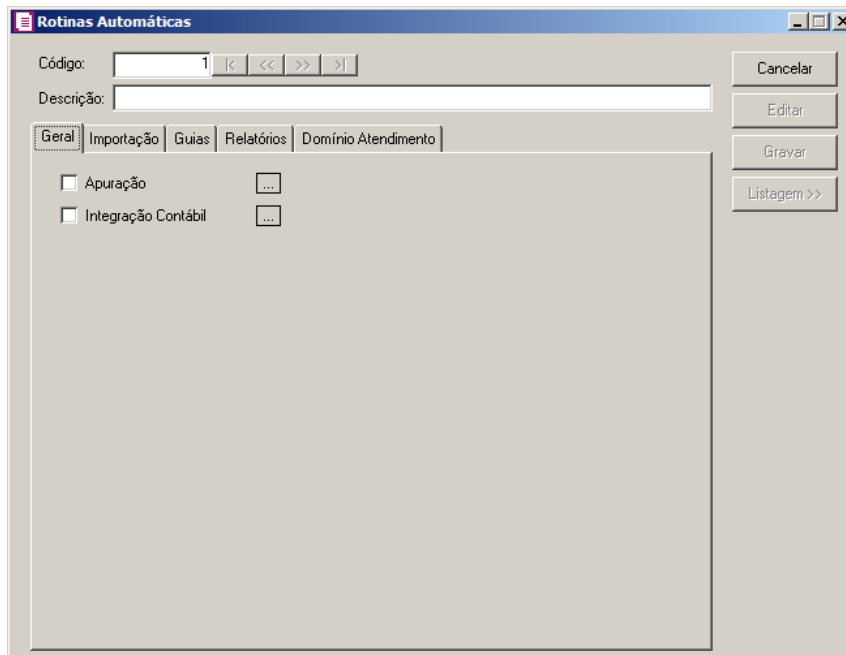 Rotinas Automáticas
Código: 1 |< << >> >| Cancelar
Descrição: Editar
Geral Importação Guias Relatórios Domínio Atendimento Gravar
Apuração ... Listagem >>
Integração Contábil ...